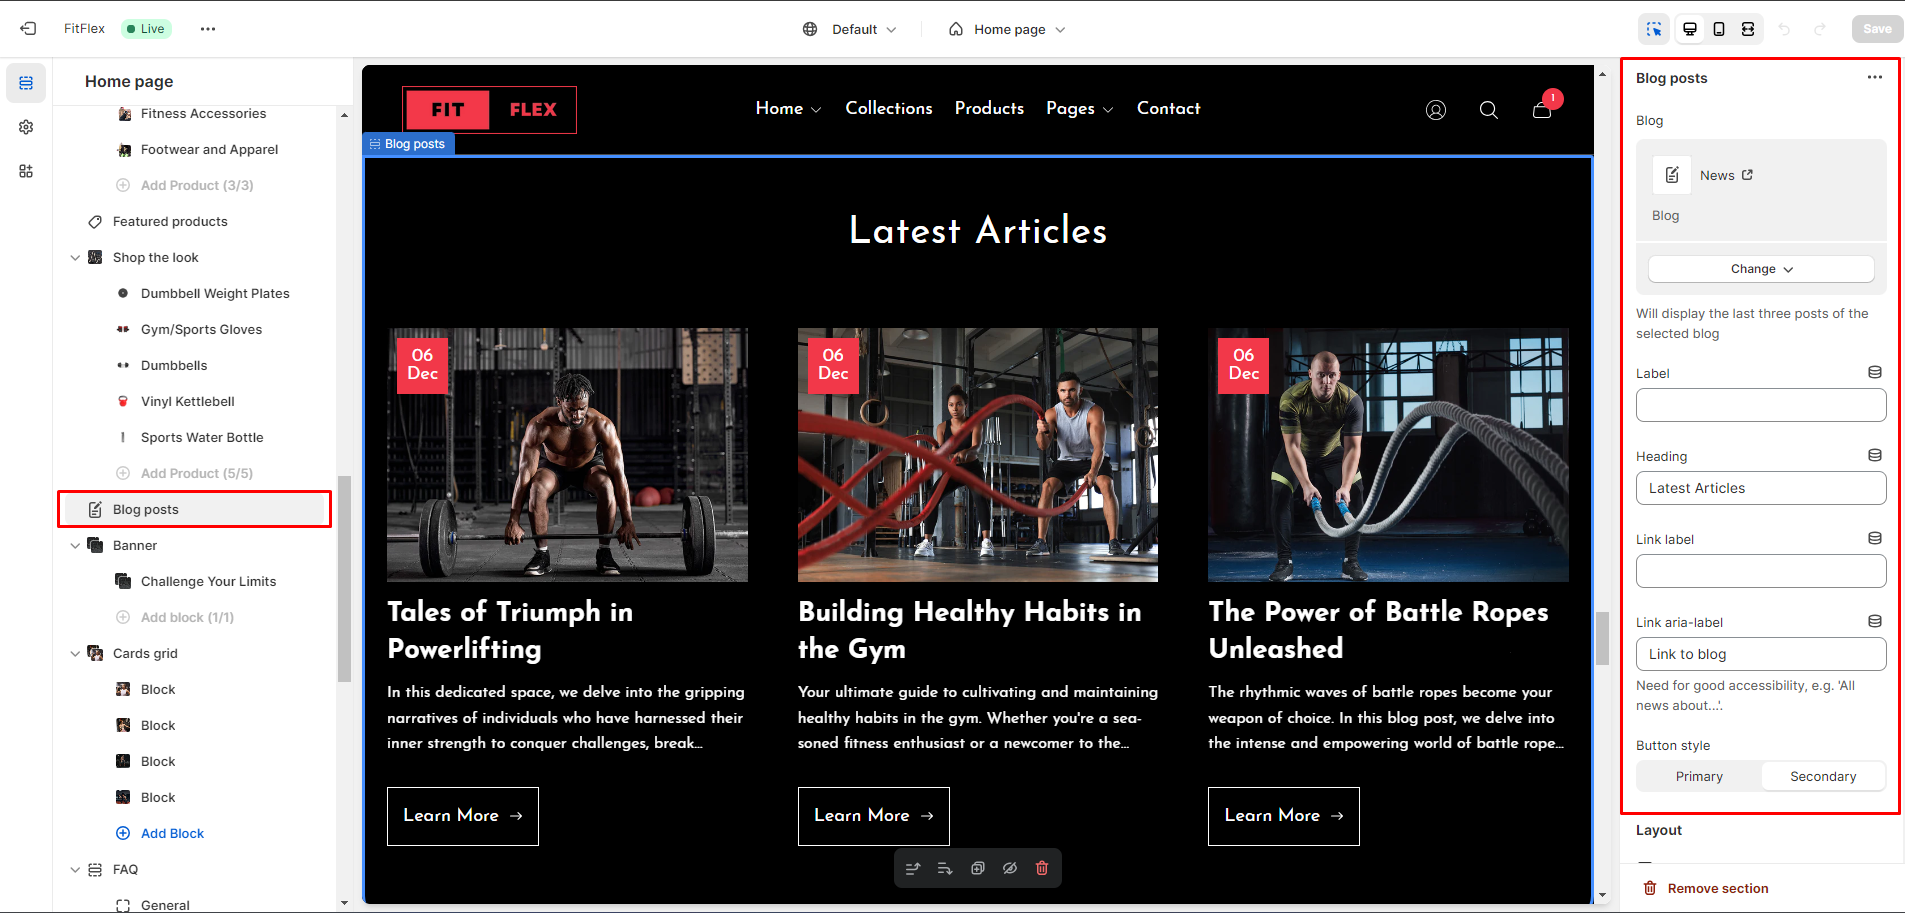 FitFlex
Live
Default
Home page
Save
Home page
Fitness Accessories
Footwear and Apparel
Add Product (3/3)
Featured products
Shop the look
Dumbbell Weight Plates
Gym/Sports Gloves
Dumbbells
Vinyl Kettlebell
Sports Water Bottle
Add Product (5/5)
Blog posts
Banner
Challenge Your Limits
Add block (1/1)
Cards grid
Block
Block
Block
Block
Add Block
FAQ
General
FIT FLEX
Home
Collections
Products
Pages
Contact
1
Blog posts
Latest Articles
06
Dec
Tales of Triumph in
Powerlifting
In this dedicated space, we delve into the gripping
narratives of individuals who have harnessed their
inner strength to conquer challenges, break...
Learn More
06
Dec
Building Healthy Habits in
the Gym
Your ultimate guide to cultivating and maintaining
healthy habits in the gym. Whether you're a sea-
soned fitness enthusiast or a newcomer to the...
Learn More
06
Dec
The Power of Battle Ropes
Unleashed
The rhythmic waves of battle ropes become your
weapon of choice. In this blog post, we delve into
the intense and empowering world of battle rope...
Learn More
Blog posts
Blog
News
Blog
Change
Will display the last three posts of the
selected blog
Label
Heading
Latest Articles
Link label
Link aria-label
Link to blog
Need for good accessibility, e.g. 'All
news about...'.
Button style
Primary
Secondary
Layout
Remove section